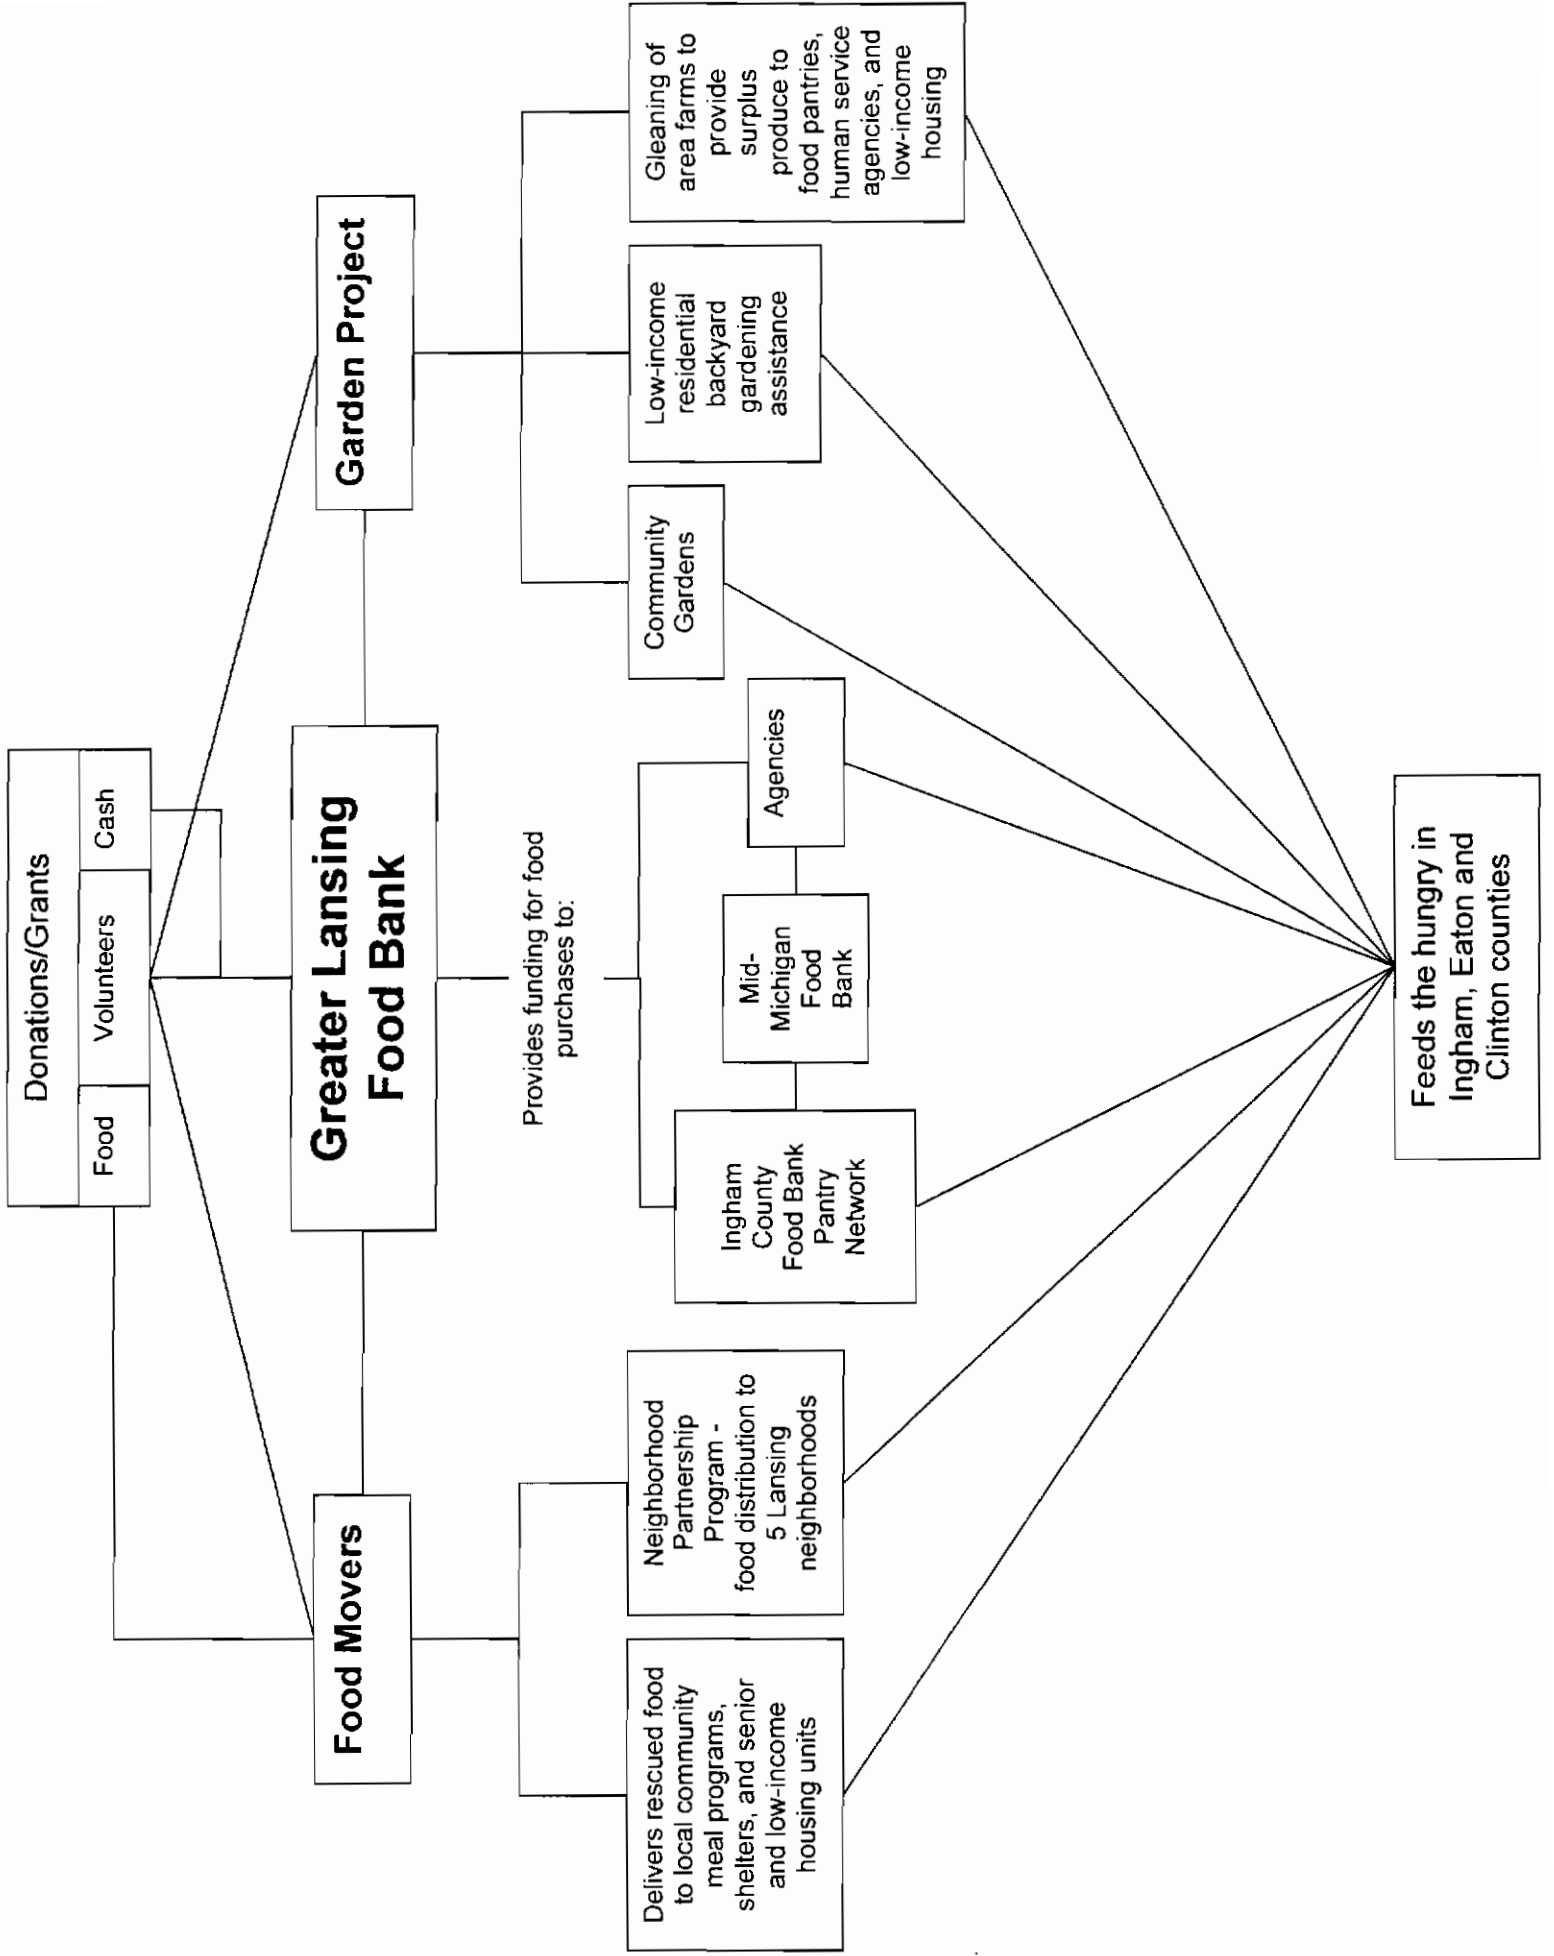 Donations/Grants
Food
Volunteers
Cash
Food Movers
Greater Lansing
Food Bank
Garden Project
Provides funding for food
purchases to:
Delivers rescued food
to local community
meal programs,
shelters, and senior
and low-income
housing units
Neighborhood
Partnership
Program -
food distribution to
5 Lansing
neighborhoods
Ingham
County
Food Bank
Pantry
Network
Mid-
Michigan
Food
Bank
Agencies
Community
Gardens
Low-income
residential
backyard
gardening
assistance
Gleaning of
area farms to
provide
surplus
produce to
food pantries,
human service
agencies, and
low-income
housing
Feeds the hungry in
Ingham, Eaton and
Clinton counties